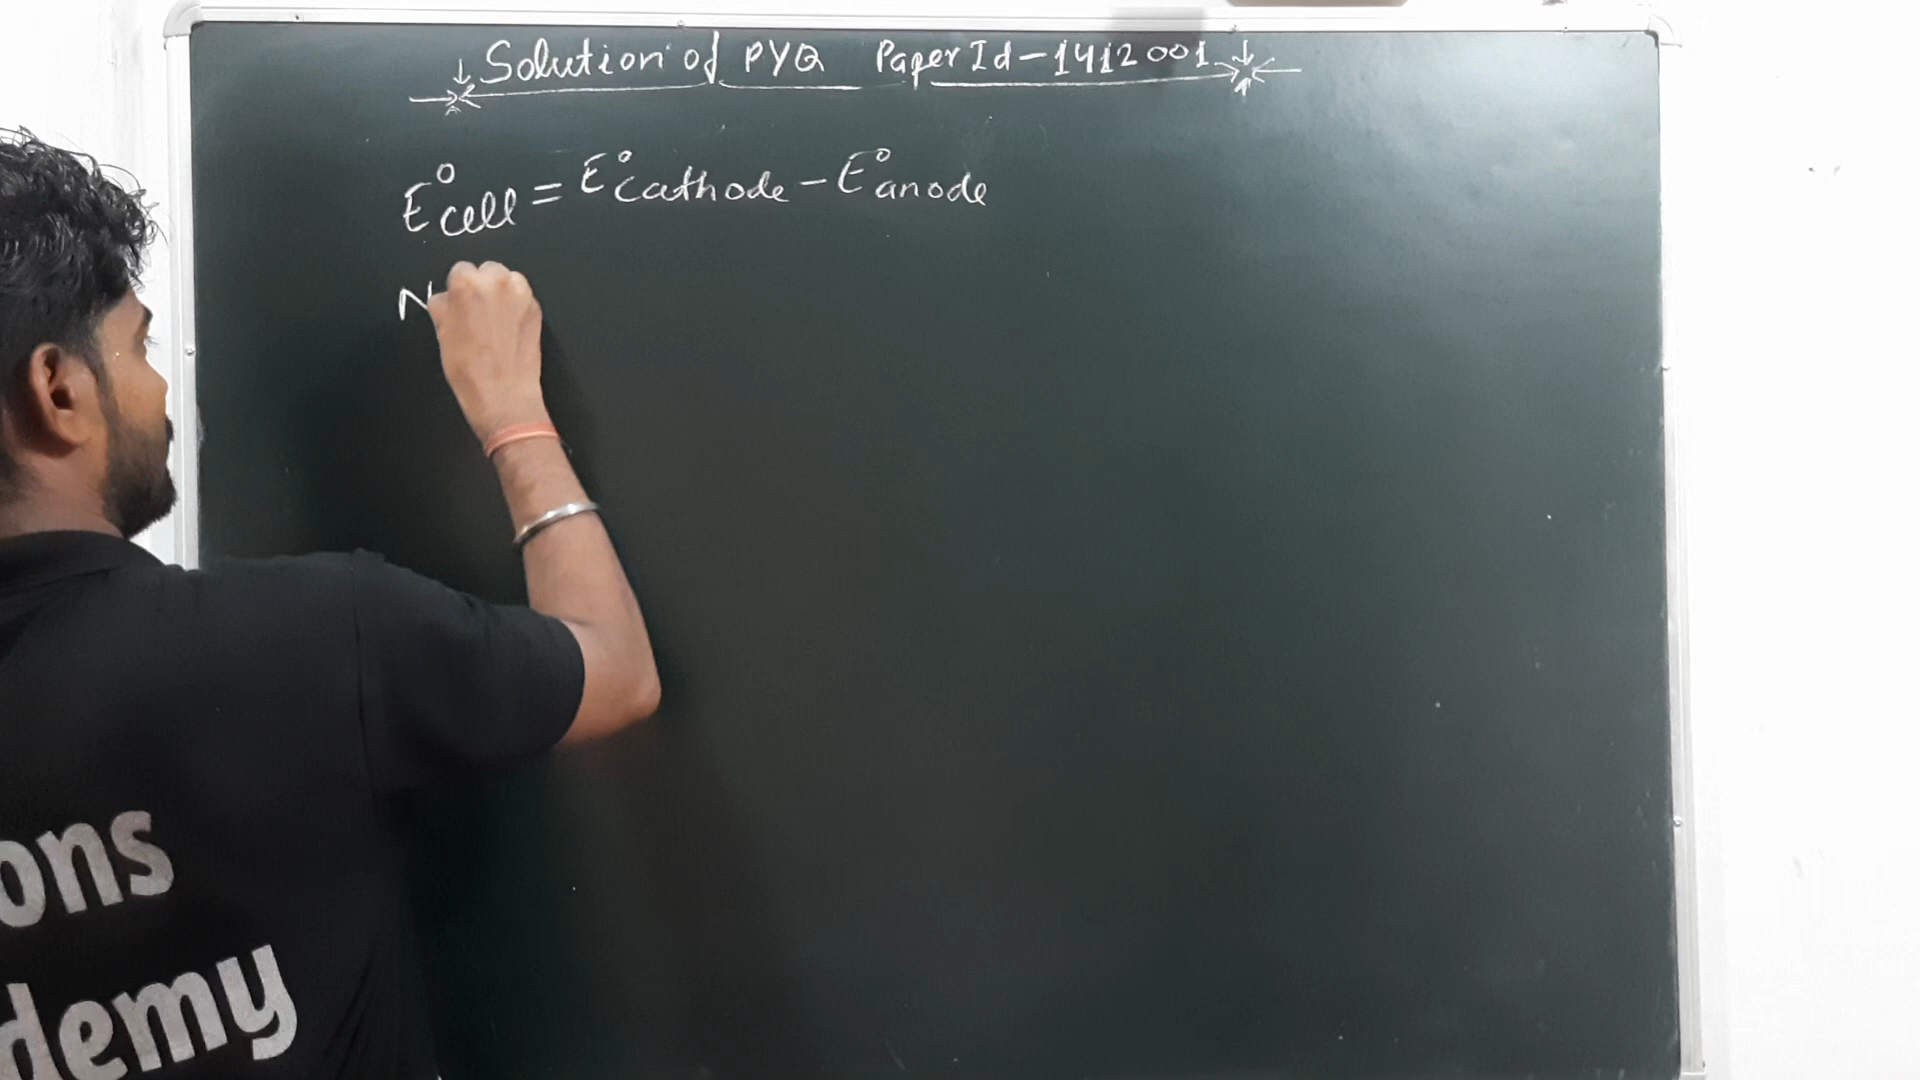 Solution of PYQ Paper Id-1412001
E°cell = E°cathode - E°anode
N
ons
demy